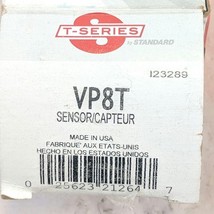 T-SERIES
by STANDARD
123289
VP8T
SENSOR/CAPTEUR
MADE IN USA
FABRIQUE' AUX ETATS-UNIS
HECHO EN LOS ESTADOS UNIDOS
0 25623 21264 7